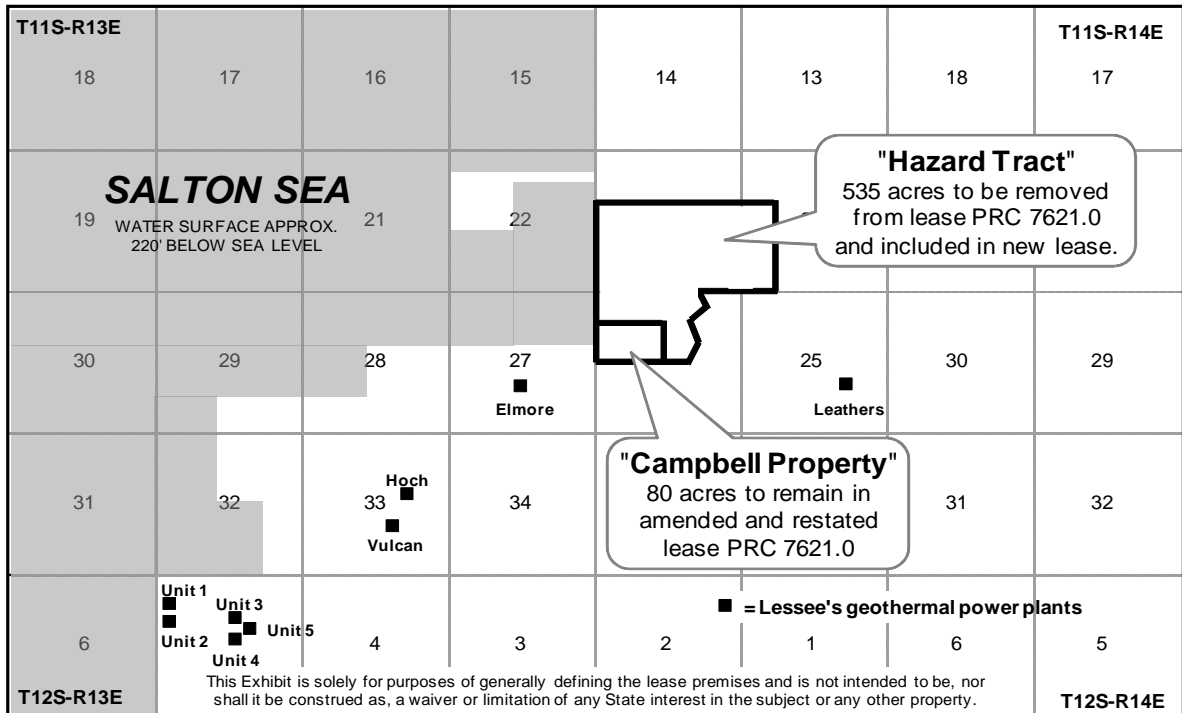 T11S-R13E
T11S-R14E
18
17
16
15
14
13
18
17
"Hazard Tract"
535 acres to be removed
from lease PRC 7621.0
and included in new lease.
SALTON SEA
WATER SURFACE APPROX.
220' BELOW SEA LEVEL
19
21
22
30
29
28
27
25
30
29
Elmore
Leathers
"Campbell Property"
80 acres to remain in
amended and restated
lease PRC 7621.0
31
32
33
34
31
32
Hoch
Vulcan
Unit 1
Unit 2
Unit 3
Unit 5
Unit 4
= Lessee's geothermal power plants
6
4
3
2
1
6
5
This Exhibit is solely for purposes of generally defining the lease premises and is not intended to be, nor
shall it be construed as, a waiver or limitation of any State interest in the subject or any other property.
T12S-R13E
T12S-R14E